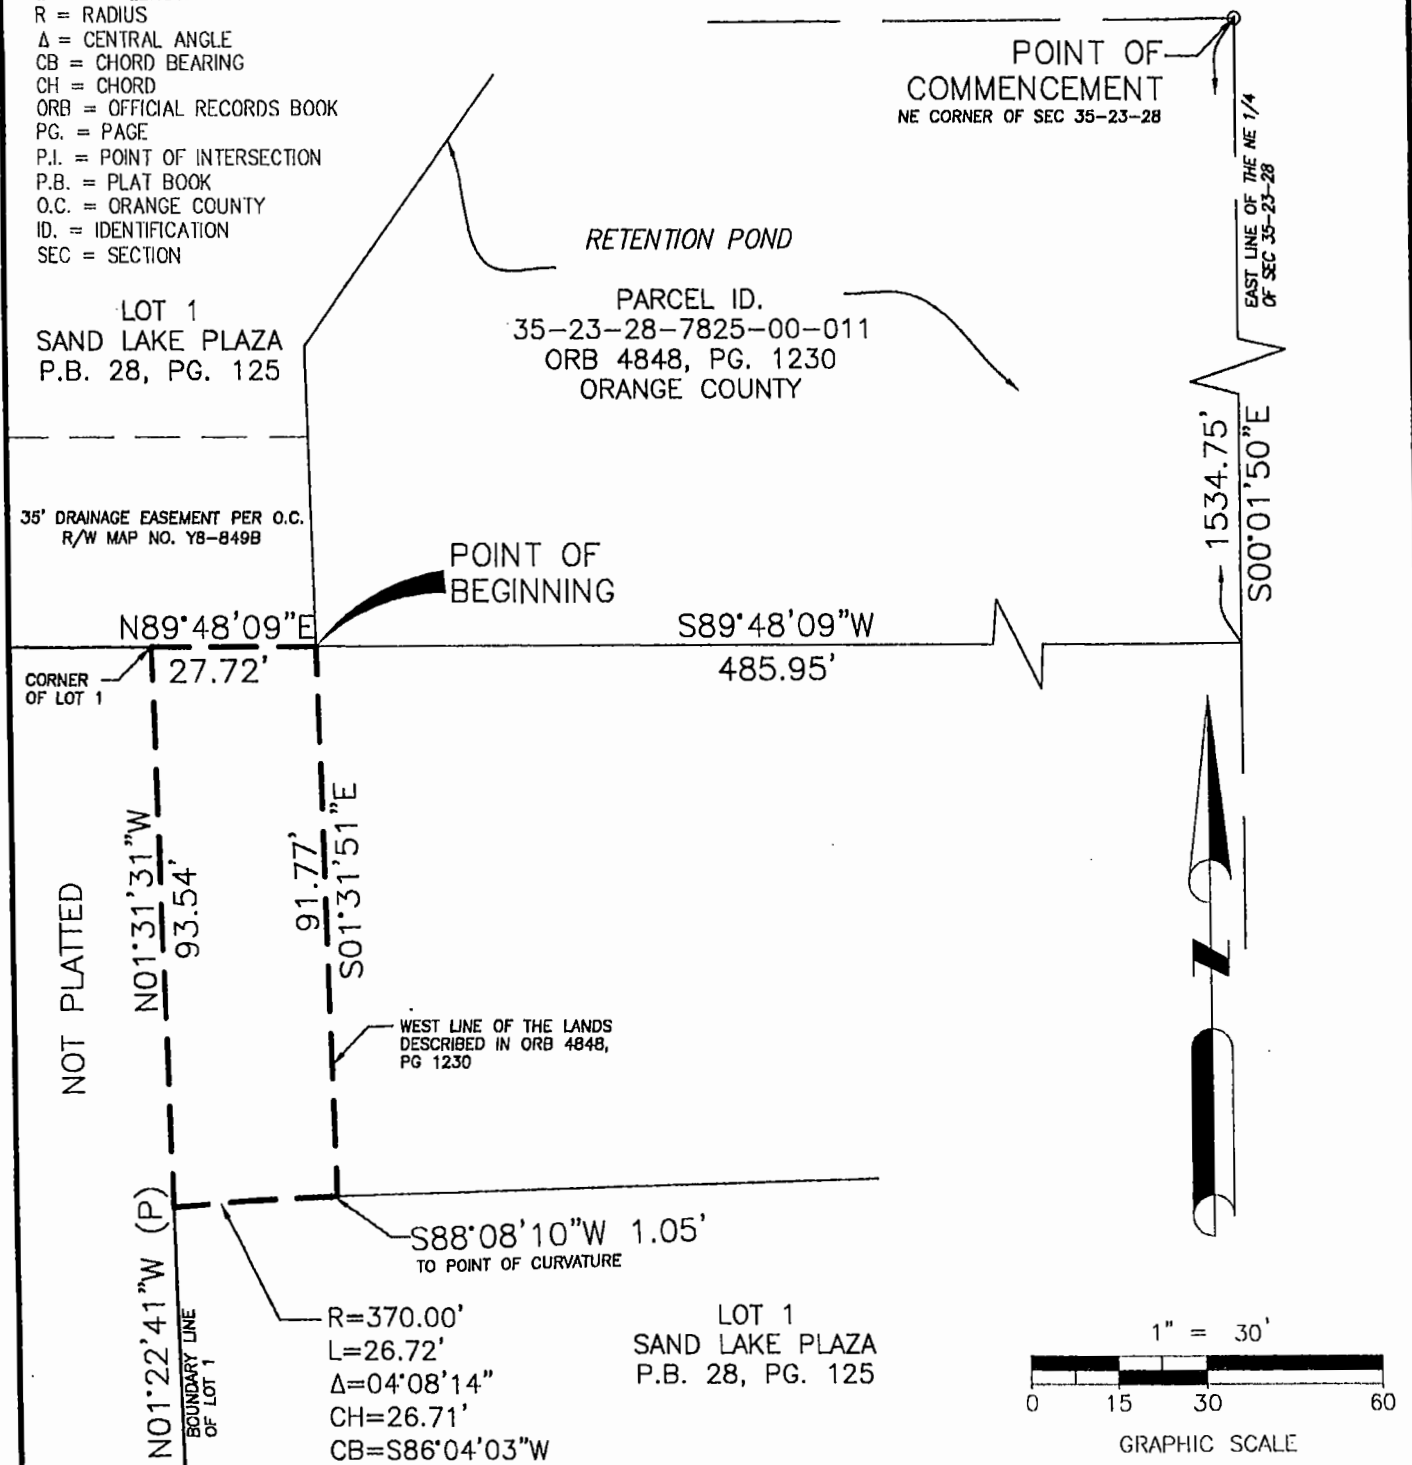 R = RADIUS
Δ = CENTRAL ANGLE
CB = CHORD BEARING
CH = CHORD
ORB = OFFICIAL RECORDS BOOK
PG. = PAGE
P.I. = POINT OF INTERSECTION
P.B. = PLAT BOOK
O.C. = ORANGE COUNTY
ID. = IDENTIFICATION
SEC = SECTION
POINT OF
COMMENCEMENT
NE CORNER OF SEC 35-23-28
EAST LINE OF THE NE 1/4
OF SEC 35-23-28
RETENTION POND
PARCEL ID.
35-23-28-7825-00-011
ORB 4848, PG. 1230
ORANGE COUNTY
LOT 1
SAND LAKE PLAZA
P.B. 28, PG. 125
1534.75'
S00°01'50"E
35' DRAINAGE EASEMENT PER O.C.
R/W MAP NO. Y8-849B
POINT OF
BEGINNING
N89°48'09"E
27.72'
S89°48'09"W
485.95'
CORNER
OF LOT 1
NOT PLATTED
N01°31'31"W
93.54'
91.77'
S01°31'51"E
WEST LINE OF THE LANDS
DESCRIBED IN ORB 4848,
PG 1230
N
S88°08'10"W 1.05'
TO POINT OF CURVATURE
N01°22'41"W (P)
BOUNDARY LINE
OF LOT 1
R=370.00'
L=26.72'
Δ=04°08'14"
CH=26.71'
CB=S86°04'03"W
LOT 1
SAND LAKE PLAZA
P.B. 28, PG. 125
1" = 30'
0 15 30 60
GRAPHIC SCALE